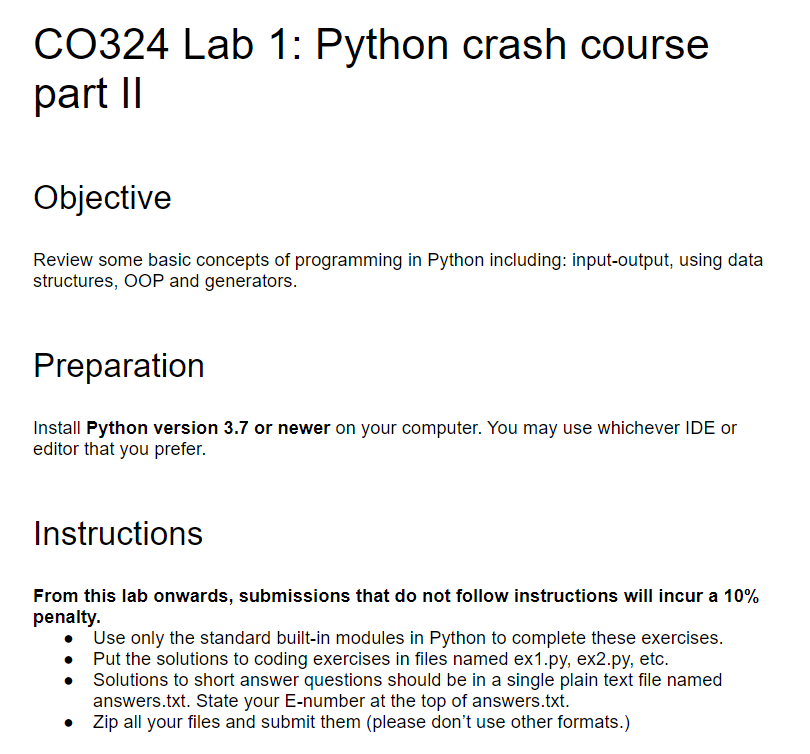 CO324 Lab 1: Python crash course
part II
Objective
Review some basic concepts of programming in Python including: input-output, using data
structures, OOP and generators.
Preparation
Install Python version 3.7 or newer on your computer. You may use whichever IDE or
editor that you prefer.
Instructions
From this lab onwards, submissions that do not follow instructions will incur a 10%
penalty.
● Use only the standard built-in modules in Python to complete these exercises.
● Put the solutions to coding exercises in files named ex1.py, ex2.py, etc.
● Solutions to short answer questions should be in a single plain text file named
answers.txt. State your E-number at the top of answers.txt.
● Zip all your files and submit them (please don’t use other formats.)